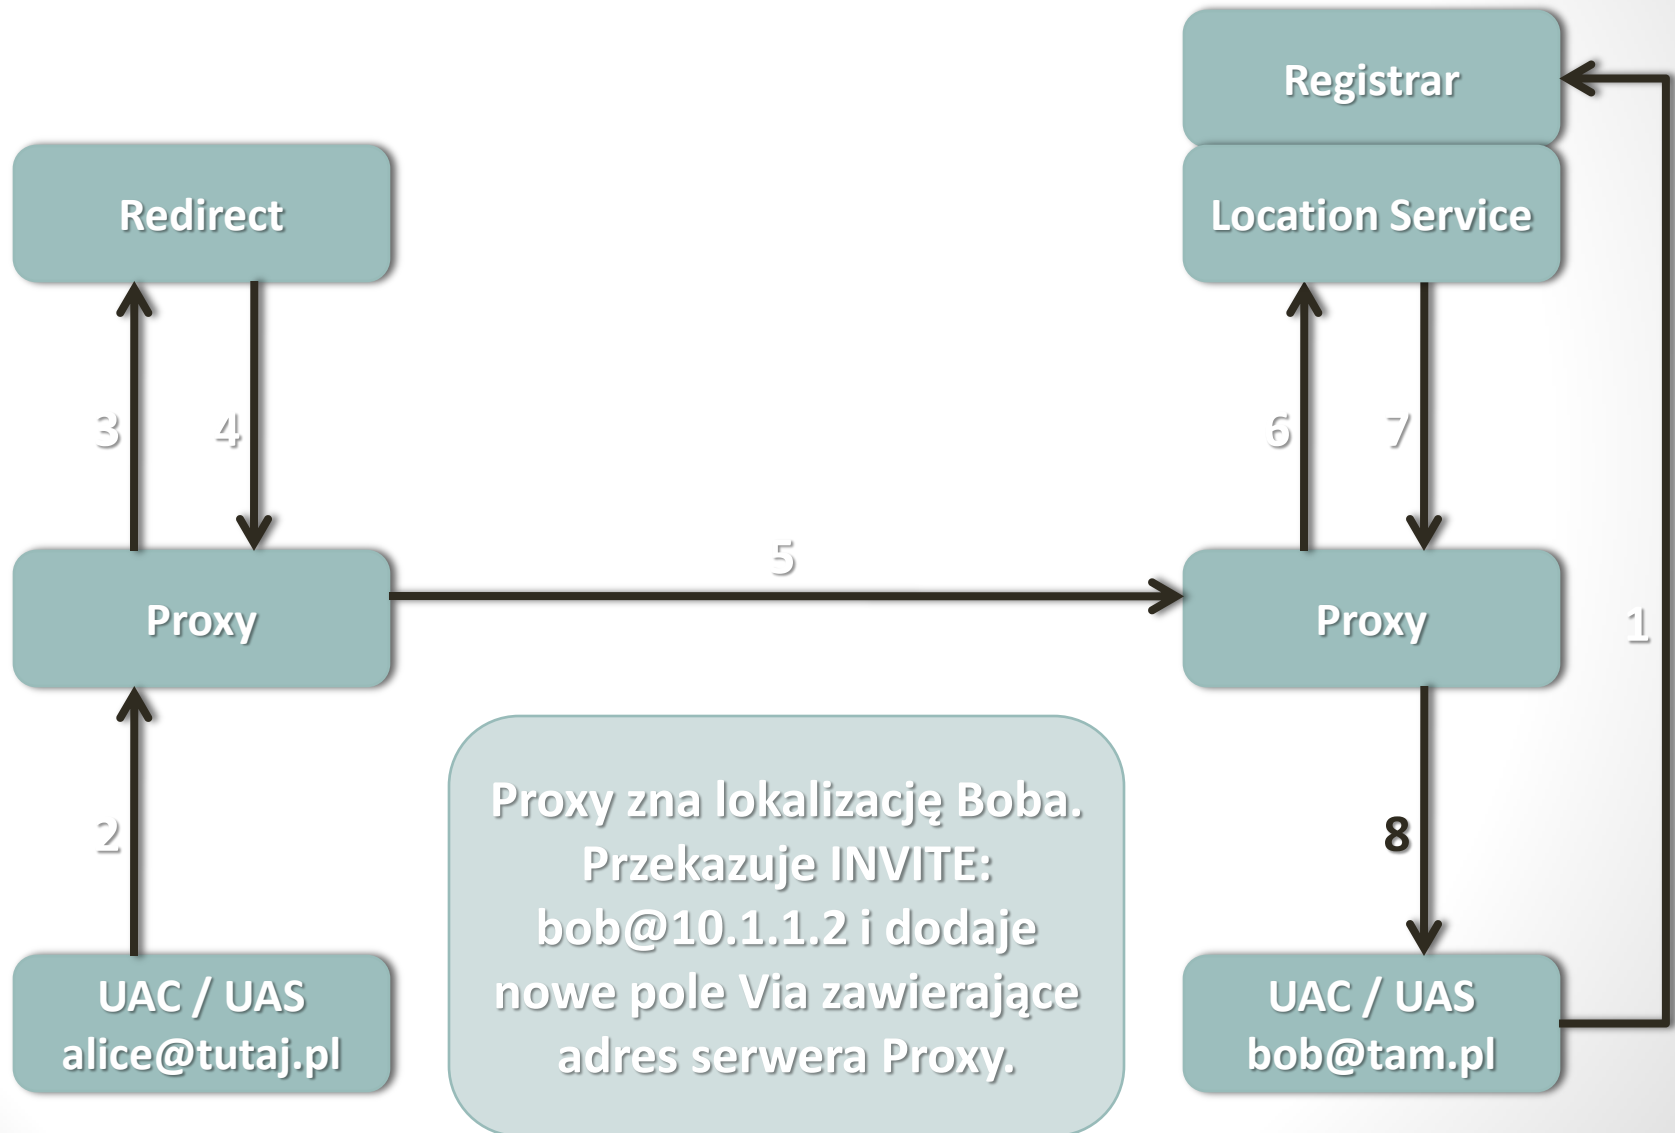 Registrar
Redirect
Location Service
3
4
6
7
5
Proxy
Proxy
1
2
Proxy zna lokalizację Boba.
Przekazuje INVITE:
bob@10.1.1.2 i dodaje
nowe pole Via zawierające
adres serwera Proxy.
8
UAC / UAS
alice@tutaj.pl
UAC / UAS
bob@tam.pl